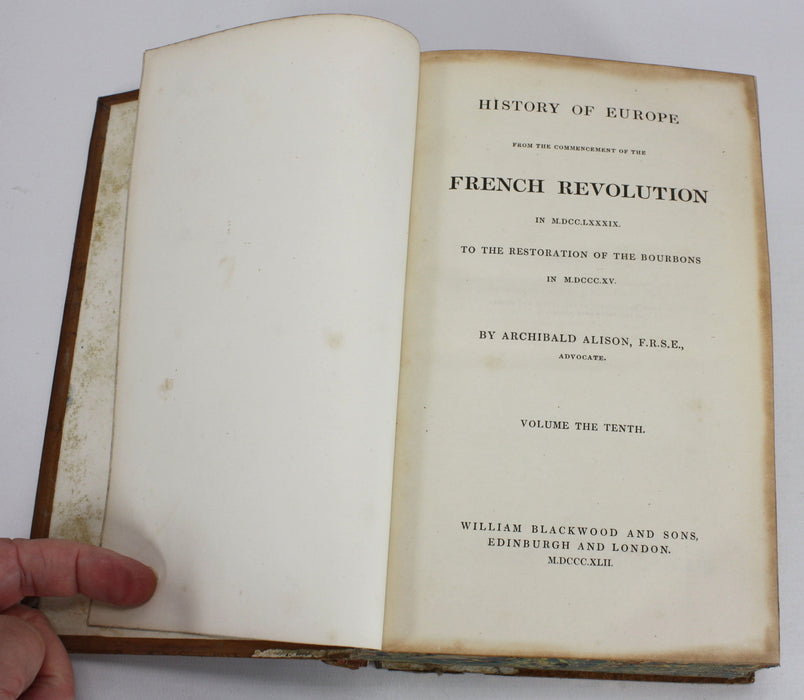 HISTORY OF EUROPE
FROM THE COMMENCEMENT OF THE
FRENCH REVOLUTION
IN M.DCC.LXXXIX.
TO THE RESTORATION OF THE BOURBONS
IN M.DCCC.XV.
BY ARCHIBALD ALISON, F.R.S.E.,
ADVOCATE.
VOLUME THE TENTH.
WILLIAM BLACKWOOD AND SONS,
EDINBURGH AND LONDON.
M.DCCC.XLII.